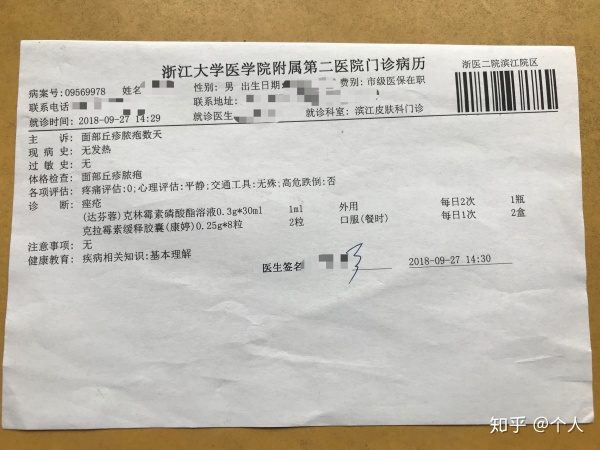 浙江大学医学院附属第二医院门诊病历
浙医二院滨江院区
病案号:09569978 姓名 性别: 男 出生日期 费别: 市级医保在职
联系电话 联系地址:
就诊时间: 2018-09-27 14:29 就诊医生 就诊科室: 滨江皮肤科门诊
主 诉: 面部丘疹脓疱数天
现 病 史: 无发热
过 敏 史: 无
体格检查: 面部丘疹脓疱
各项评估: 疼痛评估:0;心理评估:平静;交通工具:无殊;高危跌倒:否
诊 断: 痤疮
(达芬蓉)克林霉素磷酸酯溶液0.3g*30ml 1ml 外用 每日2次 1瓶
克拉霉素缓释胶囊(康婷)0.25g*8粒 2粒 口服(餐时) 每日1次 2盒
注意事项: 无
健康教育: 疾病相关知识:基本理解
医生签名 2018-09-27 14:30
知乎 @个人